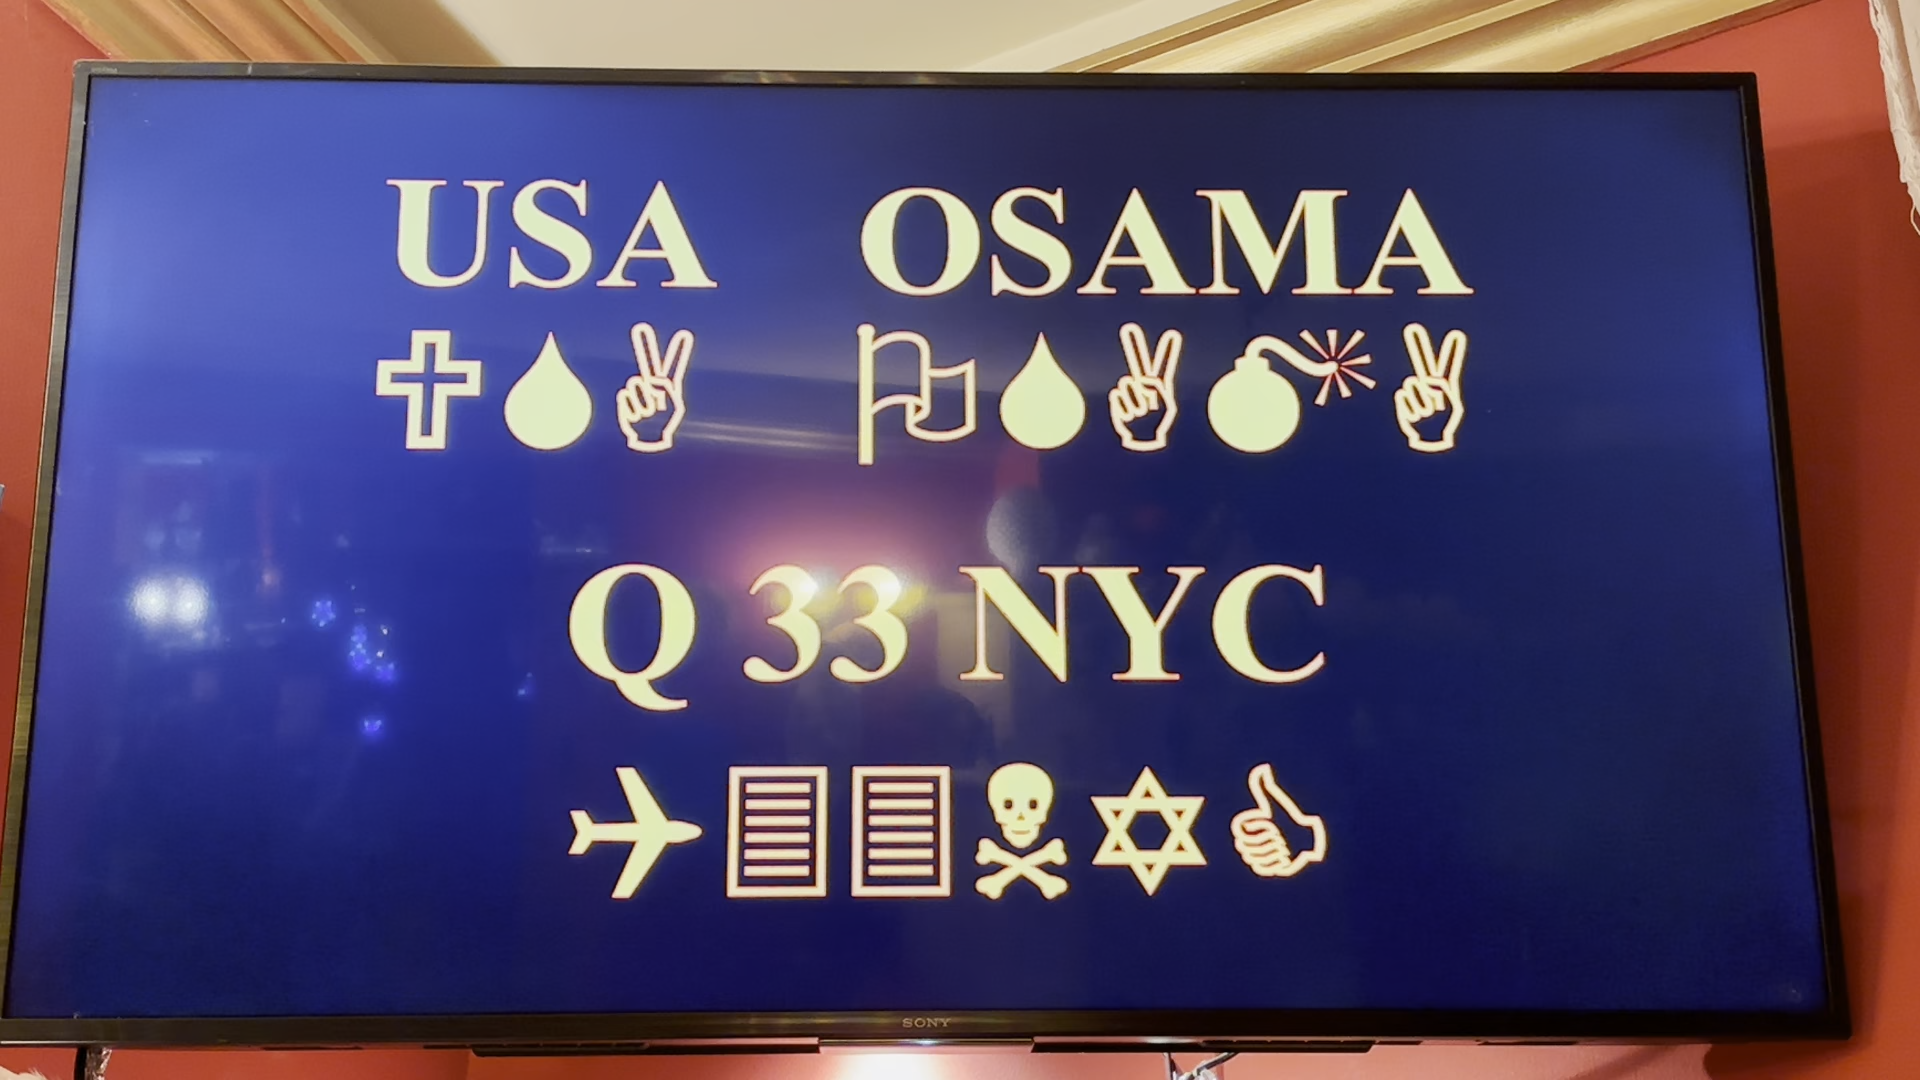 USA OSAMA
✞💧✌ 🏱💧✌💣✌
Q 33 NYC
✈🗏🗏☠✡👍
SONY